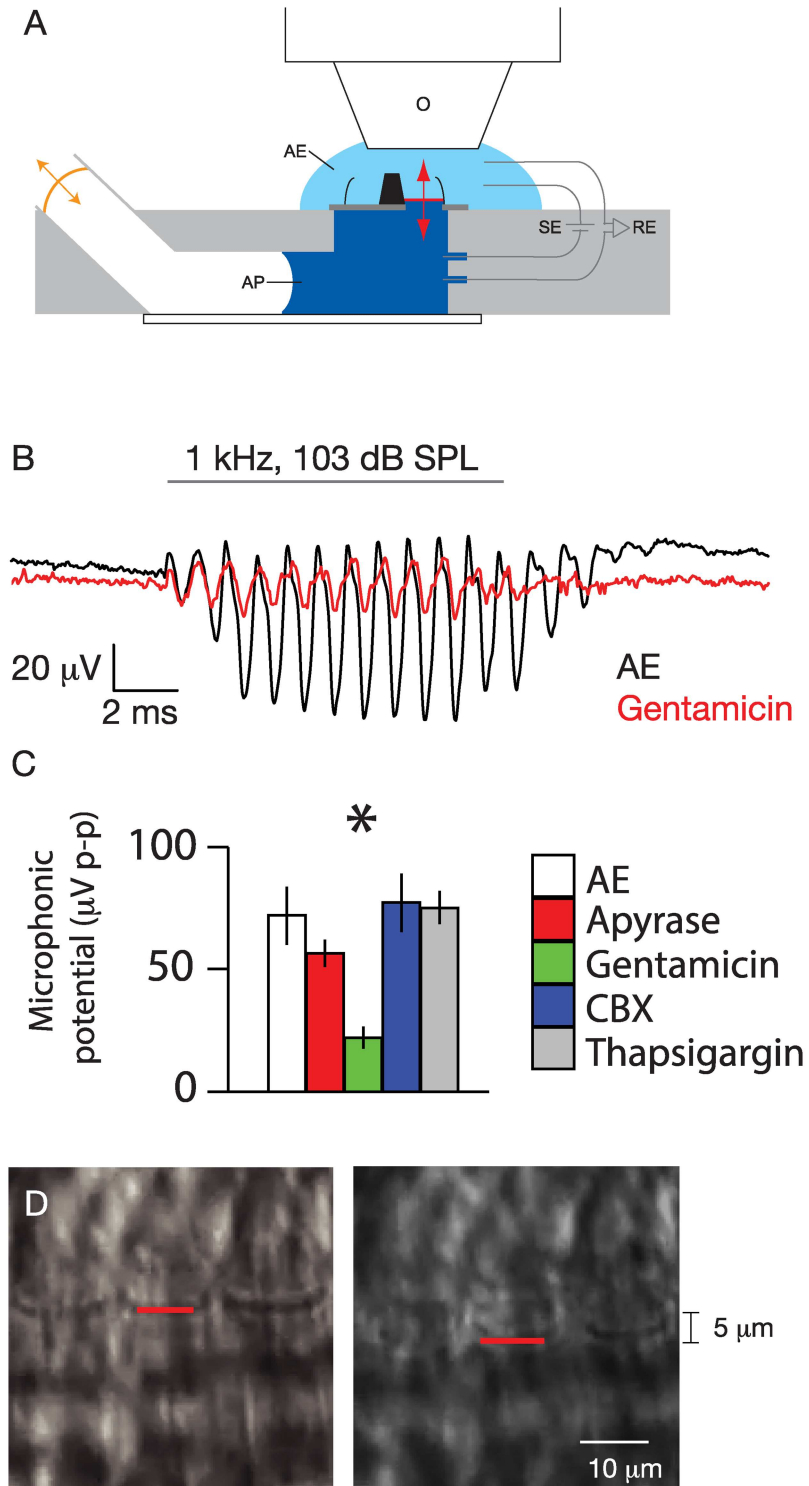 A
O
AE
SE
RE
AP
B
1 kHz, 103 dB SPL
20 μV
2 ms
AE
Gentamicin
C
Microphonic
potential (μV p-p)
100
50
0
*
AE
Apyrase
Gentamicin
CBX
Thapsigargin
D
5 μm
10 μm